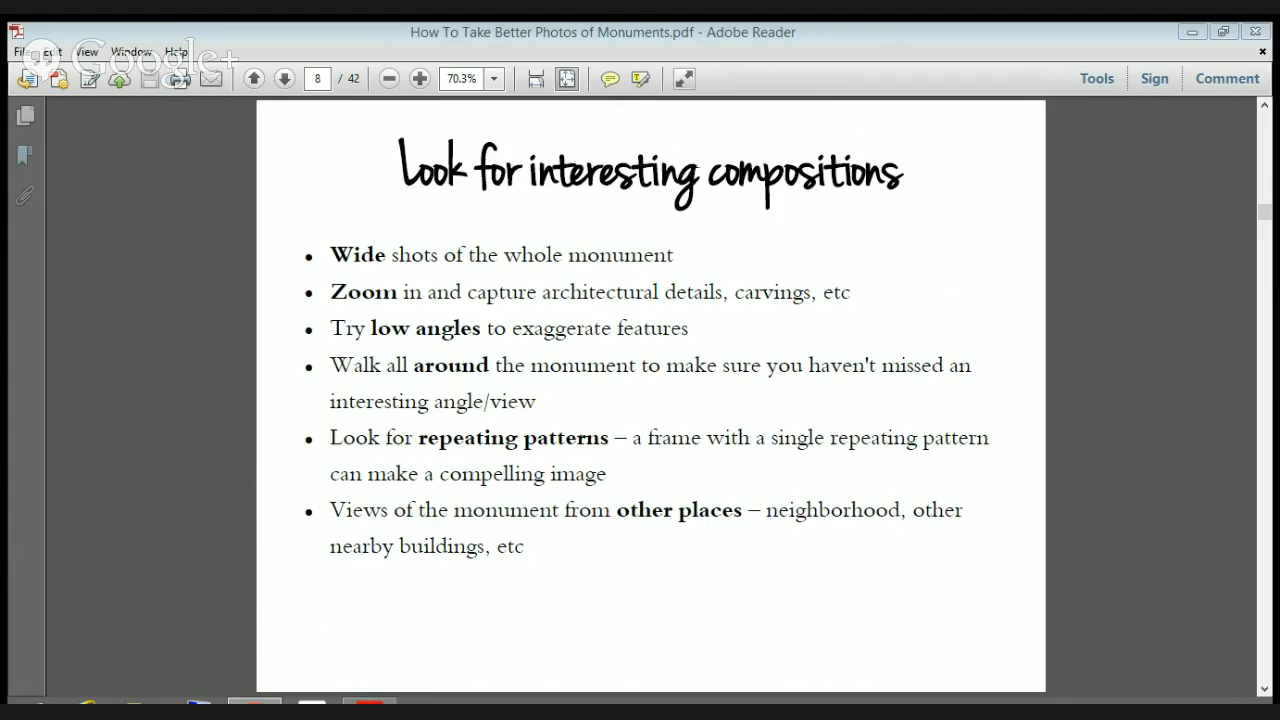 How To Take Better Photos of Monuments.pdf - Adobe Reader
File Edit View Window Help
Google+
8 / 42 70.3% Tools Sign Comment
Look for interesting compositions
• Wide shots of the whole monument
• Zoom in and capture architectural details, carvings, etc
• Try low angles to exaggerate features
• Walk all around the monument to make sure you haven't missed an
interesting angle/view
• Look for repeating patterns – a frame with a single repeating pattern
can make a compelling image
• Views of the monument from other places – neighborhood, other
nearby buildings, etc